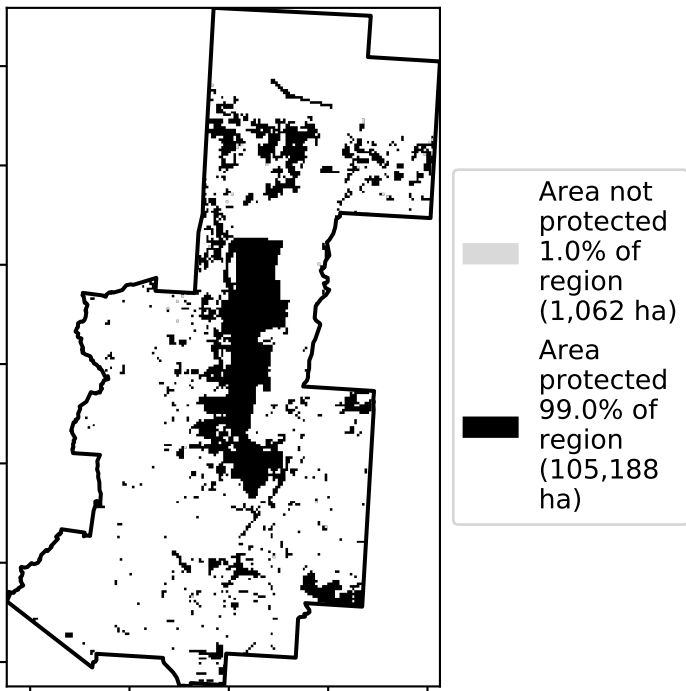 Area not
protected
1.0% of
region
(1,062 ha)
Area
protected
99.0% of
region
(105,188
ha)